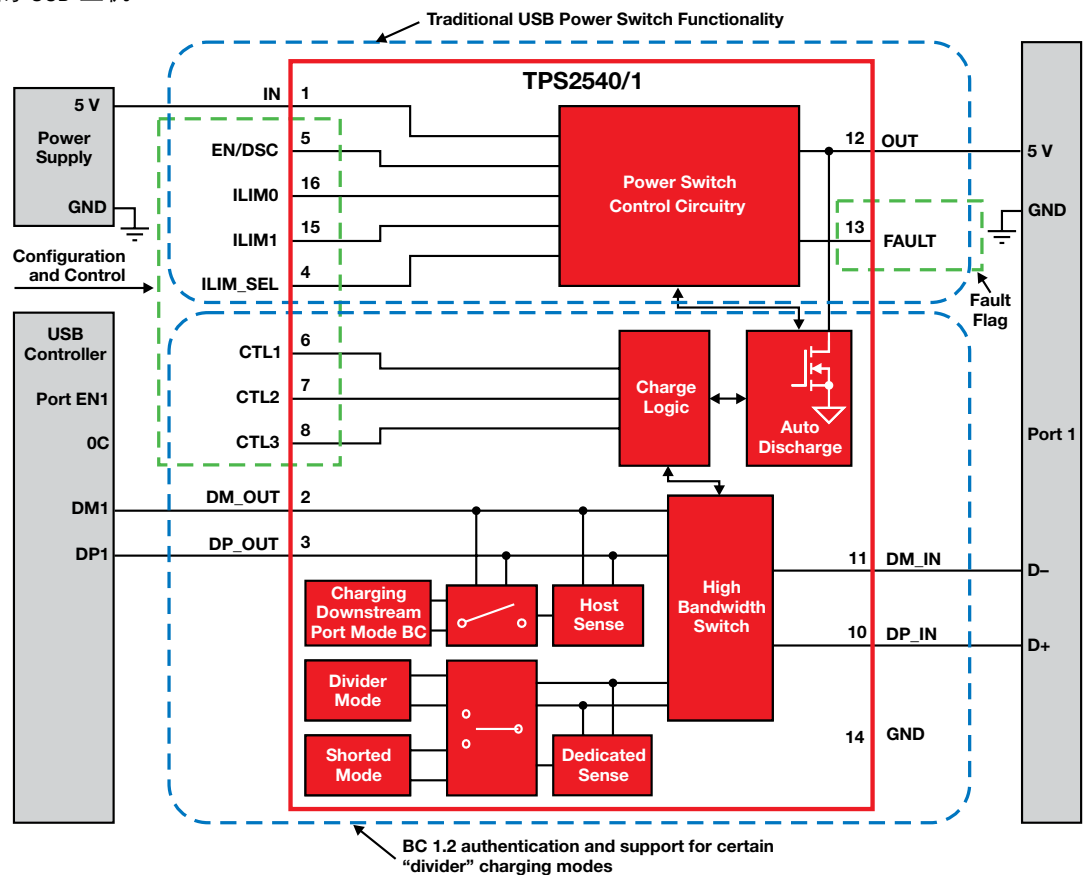 Traditional USB Power Switch Functionality
TPS2540/1
5 V
Power
Supply
GND
Configuration
and Control
IN
1
EN/DSC
5
ILIM0
16
ILIM1
15
ILIM_SEL
4
Power Switch
Control Circuitry
12
OUT
13
FAULT
5 V
GND
Fault
Flag
USB
Controller
Port EN1
0C
DM1
DP1
CTL1
6
CTL2
7
CTL3
8
DM_OUT
2
DP_OUT
3
Charge
Logic
Auto
Discharge
Port 1
Charging
Downstream
Port Mode BC
Host
Sense
High
Bandwidth
Switch
11
DM_IN
D–
10
DP_IN
D+
Divider
Mode
Shorted
Mode
Dedicated
Sense
14
GND
BC 1.2 authentication and support for certain
“divider” charging modes